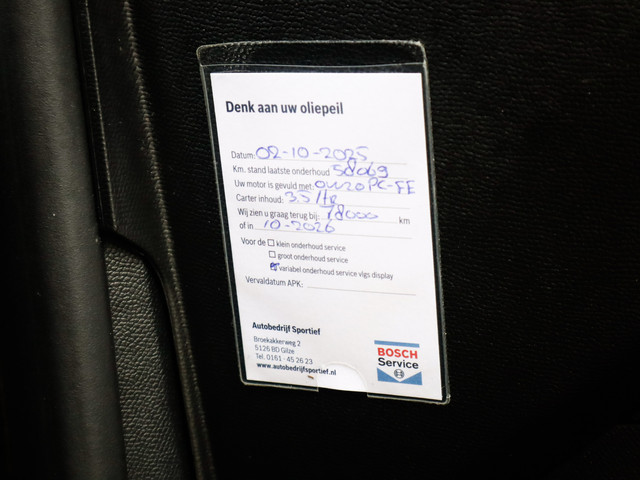 Denk aan uw oliepeil
Datum: 02-10-2025
Km. stand laatste onderhoud 58069
Uw motor is gevuld met: 0W20 PC-FE
Carter inhoud: 3.5 ltr
Wij zien u graag terug bij: 18000 km
of in 10-2026
Voor de klein onderhoud service
groot onderhoud service
variabel onderhoud service vlgs display
Vervaldatum APK:
Autobedrijf Sportief
Broekakkerweg 2
5126 BD Gilze
Tel. 0161 - 45 26 23
www.autobedrijfsportief.nl
BOSCH
Service